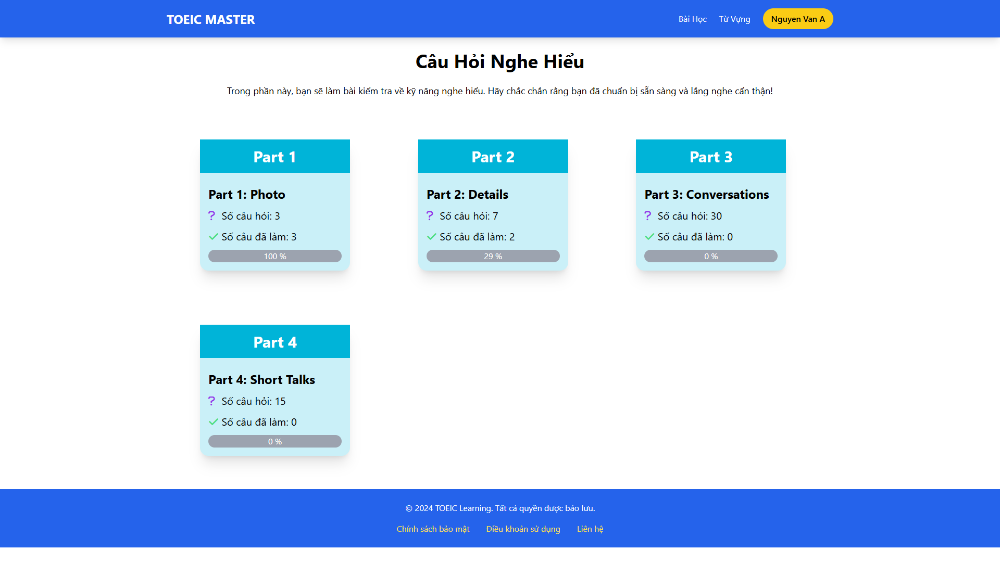 TOEIC MASTER
Bài Học
Từ Vựng
Nguyen Van A
Câu Hỏi Nghe Hiểu
Trong phần này, bạn sẽ làm bài kiểm tra về kỹ năng nghe hiểu. Hãy chắc chắn rằng bạn đã chuẩn bị sẵn sàng và lắng nghe cẩn thận!
Part 1
Part 1: Photo
? Số câu hỏi: 3
Số câu đã làm: 3
100 %
Part 2
Part 2: Details
? Số câu hỏi: 7
Số câu đã làm: 2
29 %
Part 3
Part 3: Conversations
? Số câu hỏi: 30
Số câu đã làm: 0
0 %
Part 4
Part 4: Short Talks
? Số câu hỏi: 15
Số câu đã làm: 0
0 %
© 2024 TOEIC Learning. Tất cả quyền được bảo lưu.
Chính sách bảo mật
Điều khoản sử dụng
Liên hệ